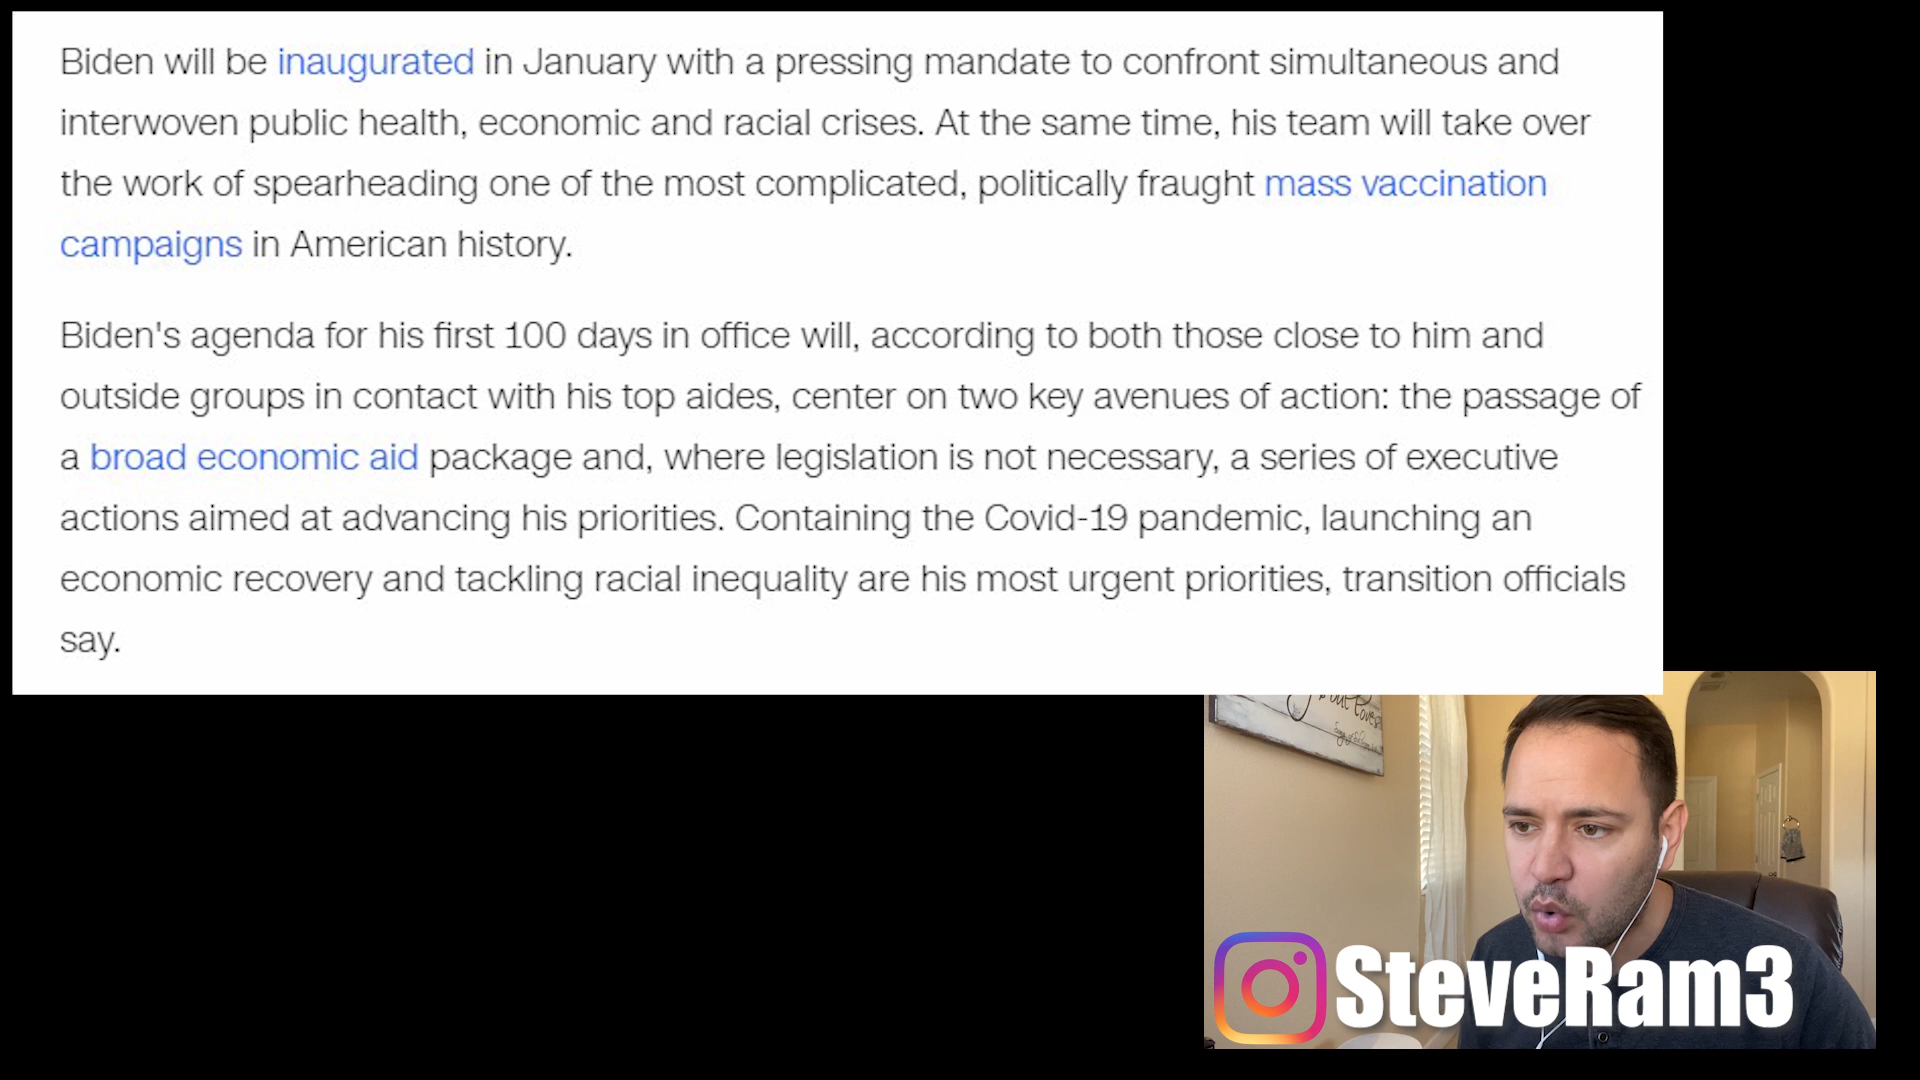 Biden will be inaugurated in January with a pressing mandate to confront simultaneous and
interwoven public health, economic and racial crises. At the same time, his team will take over
the work of spearheading one of the most complicated, politically fraught mass vaccination
campaigns in American history.
Biden's agenda for his first 100 days in office will, according to both those close to him and
outside groups in contact with his top aides, center on two key avenues of action: the passage of
a broad economic aid package and, where legislation is not necessary, a series of executive
actions aimed at advancing his priorities. Containing the Covid-19 pandemic, launching an
economic recovery and tackling racial inequality are his most urgent priorities, transition officials
say.
SteveRam3